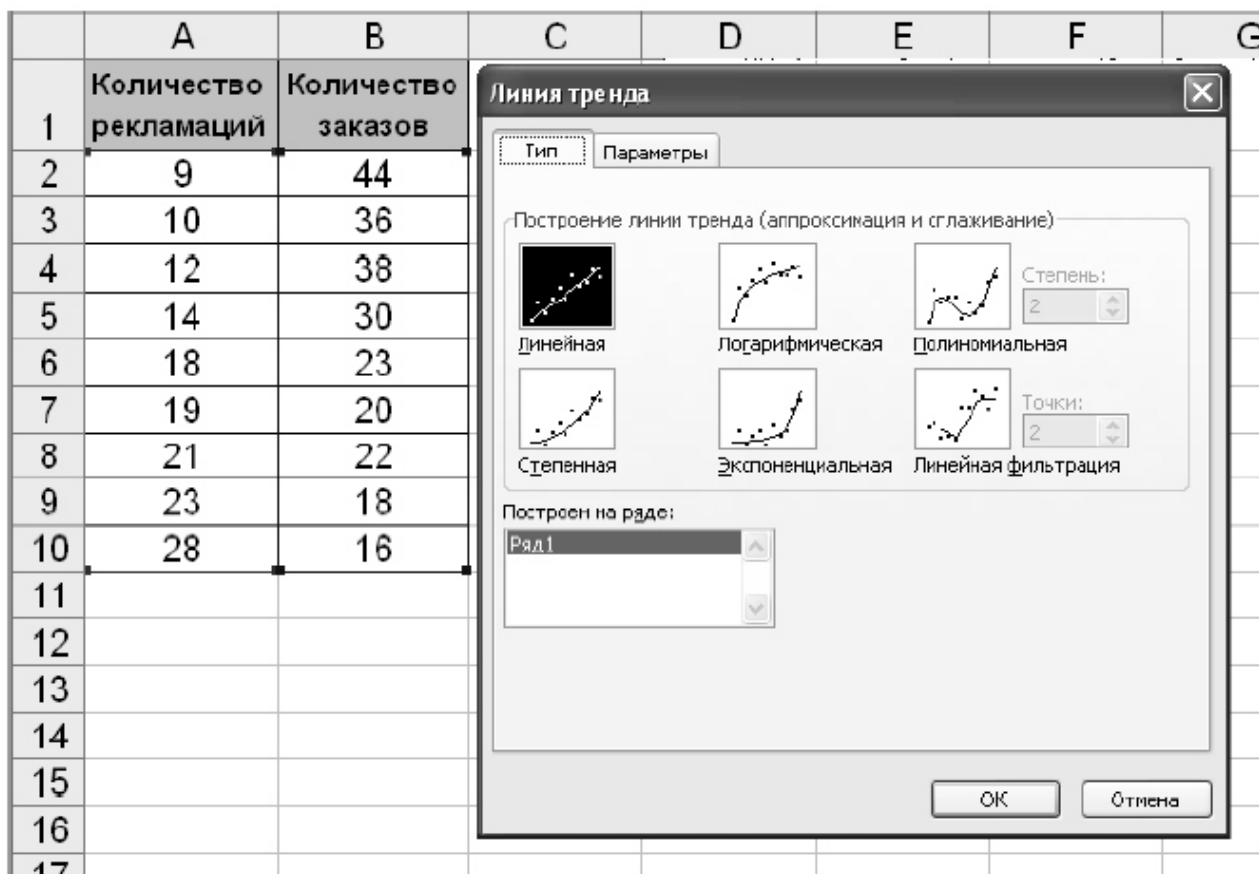 A B C D E F G
1 Количество рекламаций Количество заказов
2 9 44
3 10 36
4 12 38
5 14 30
6 18 23
7 19 20
8 21 22
9 23 18
10 28 16
11
12
13
14
15
16
17
Линия тренда
Тип Параметры
Построение линии тренда (аппроксимация и сглаживание)
Степень:
2
Линейная Логарифмическая Полиномиальная
Точки:
2
Степенная Экспоненциальная Линейная фильтрация
Построен на ряде:
Ряд1
ОК Отмена